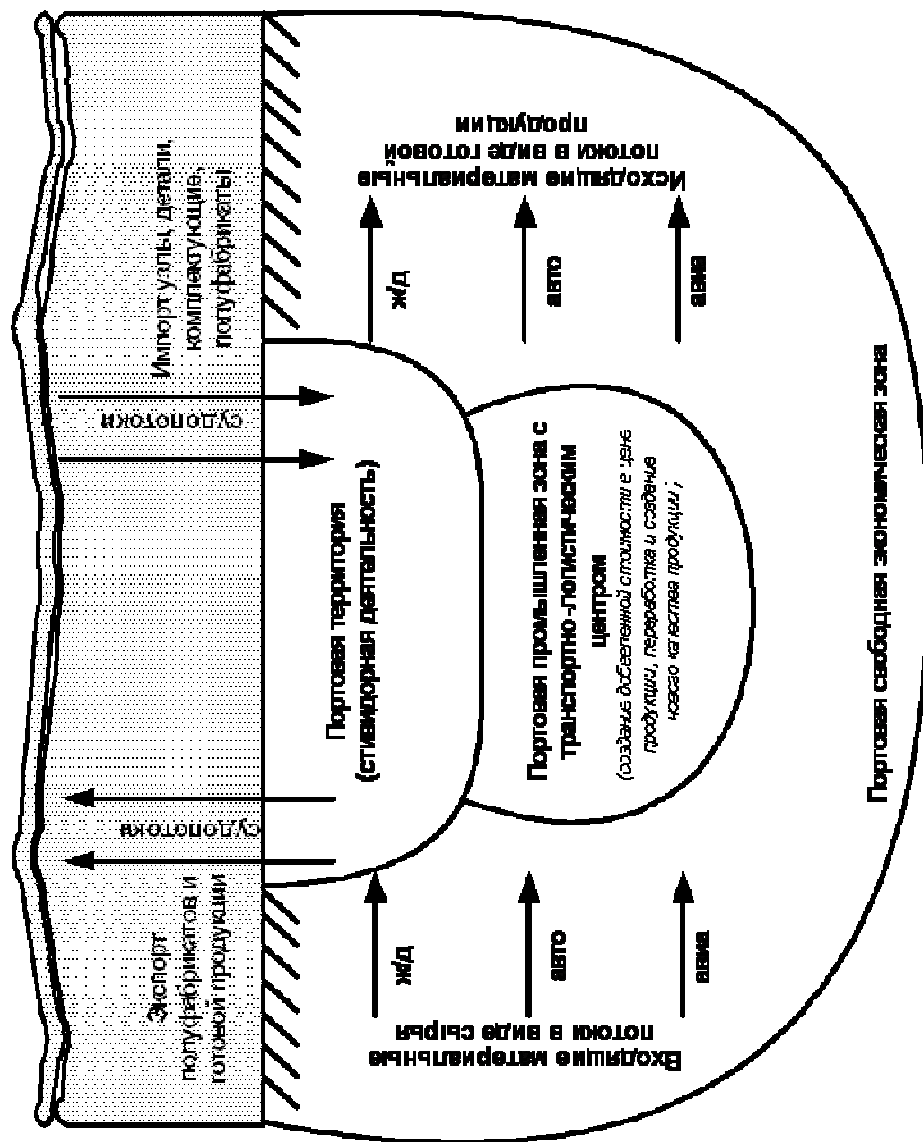 Экспорт
полуфабрикатов и
готовой продукции
судопотоки
Импорт узлы, детали,
комплектующие,
полуфабрикаты
судопотоки
Портовая территория
(стивидорная деятельность)
Портовая промышленная зона с
транспортно-логистическим
центром
(создание добавленной стоимости в цене
продукции, переработка и создание
нового качества продукции)
Входящие материальные
потоки в виде сырья
ж/д
авто
авиа
ж/д
авто
авиа
Исходящие материальные
потоки в виде готовой
продукции
Портовая свободная экономическая зона